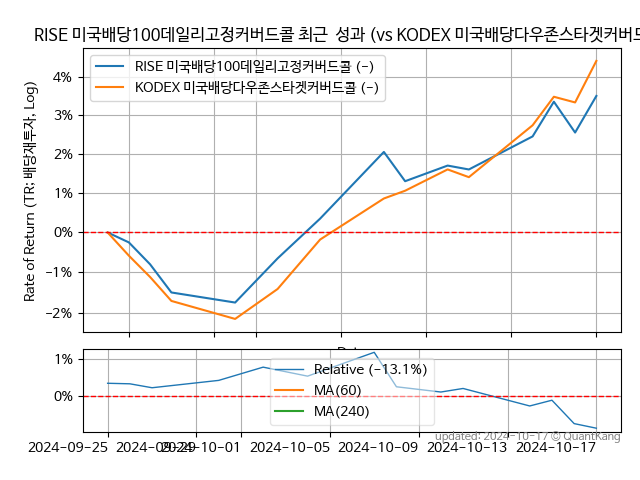 RISE 미국배당100데일리고정커버드콜 최근 성과 (vs KODEX 미국배당다우존스타겟커버드
RISE 미국배당100데일리고정커버드콜 (-)
KODEX 미국배당다우존스타겟커버드콜 (-)
Rate of Return (TR: 배당재투자, Log)
4%
3%
2%
1%
0%
-1%
-2%
1%
0%
Relative (-13.1%)
MA(60)
MA(240)
updated: 2024-10-17 © QuantKang
2024-09-25
2024-09-29
2024-10-01
2024-10-05
2024-10-09
2024-10-13
2024-10-17